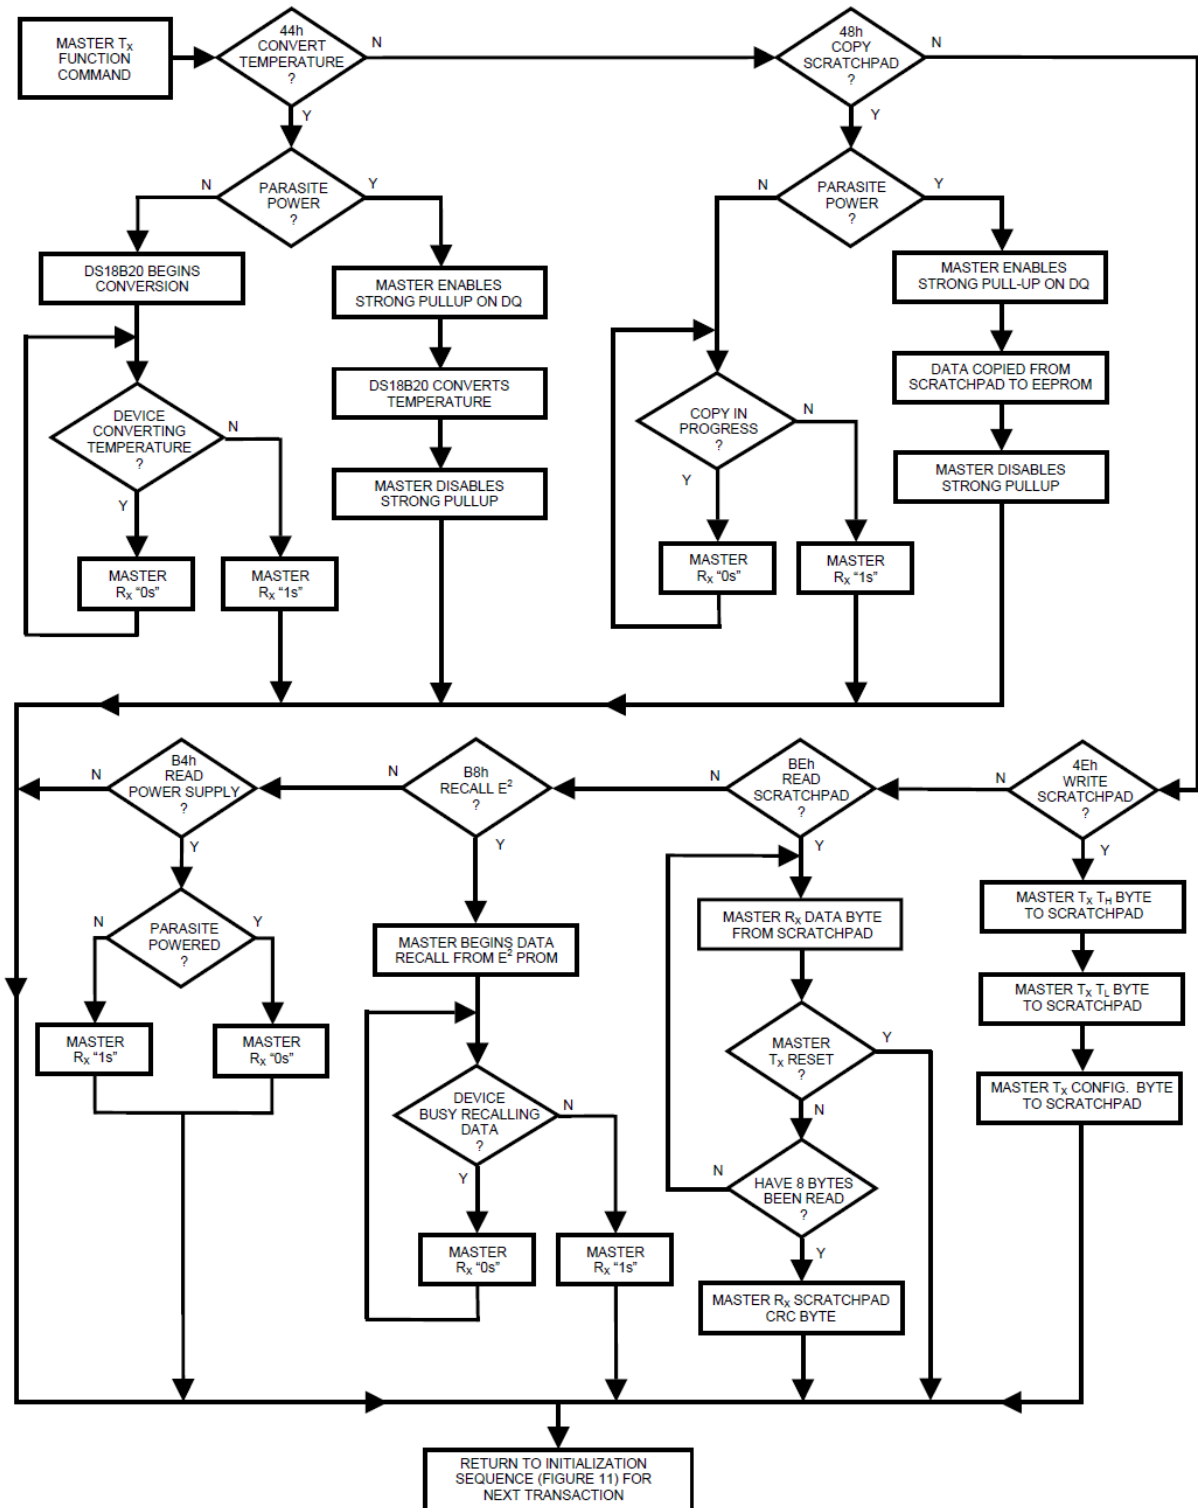 MASTER TX
FUNCTION
COMMAND
44h
CONVERT
TEMPERATURE
?
N
Y
48h
COPY
SCRATCHPAD
?
N
Y
PARASITE
POWER
?
N
Y
PARASITE
POWER
?
N
Y
DS18B20 BEGINS
CONVERSION
MASTER ENABLES
STRONG PULLUP ON DQ
MASTER ENABLES
STRONG PULL-UP ON DQ
DEVICE
CONVERTING
TEMPERATURE
?
N
Y
DS18B20 CONVERTS
TEMPERATURE
COPY IN
PROGRESS
?
N
Y
DATA COPIED FROM
SCRATCHPAD TO EEPROM
MASTER DISABLES
STRONG PULLUP
MASTER DISABLES
STRONG PULLUP
MASTER
RX “0s”
MASTER
RX “1s”
MASTER
RX “0s”
MASTER
RX “1s”
B4h
READ
POWER SUPPLY
?
N
Y
B8h
RECALL E²
?
N
Y
BEh
READ
SCRATCHPAD
?
N
Y
4Eh
WRITE
SCRATCHPAD
?
N
Y
PARASITE
POWERED
?
N
Y
MASTER BEGINS DATA
RECALL FROM E² PROM
MASTER RX DATA BYTE
FROM SCRATCHPAD
MASTER TX TH BYTE
TO SCRATCHPAD
MASTER TX TL BYTE
TO SCRATCHPAD
MASTER
RX “1s”
MASTER
RX “0s”
MASTER
TX RESET
?
Y
N
MASTER TX CONFIG. BYTE
TO SCRATCHPAD
DEVICE
BUSY RECALLING
DATA
?
N
Y
HAVE 8 BYTES
BEEN READ
?
N
Y
MASTER
RX “0s”
MASTER
RX “1s”
MASTER RX SCRATCHPAD
CRC BYTE
RETURN TO INITIALIZATION
SEQUENCE (FIGURE 11) FOR
NEXT TRANSACTION